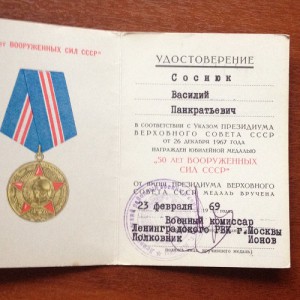 ет ВООРУЖЕННЫХ СИЛ СССР"
УДОСТОВЕРЕНИЕ
Соснюк
Василий
Панкратьевич
В СООТВЕТСТВИИ С УКАЗОМ ПРЕЗИДИУМА
ВЕРХОВНОГО СОВЕТА СССР
ОТ 26 ДЕКАБРЯ 1967 ГОДА
НАГРАЖДЕН ЮБИЛЕЙНОЙ МЕДАЛЬЮ
"50 ЛЕТ ВООРУЖЕННЫХ
СИЛ СССР"
ОТ ИМЕНИ ПРЕЗИДИУМА ВЕРХОВНОГО
СОВЕТА СССР МЕДАЛЬ ВРУЧЕНА
23 февраля 69
Военный комиссар
Ленинградского РВК г.Москвы
Полковник Ионов